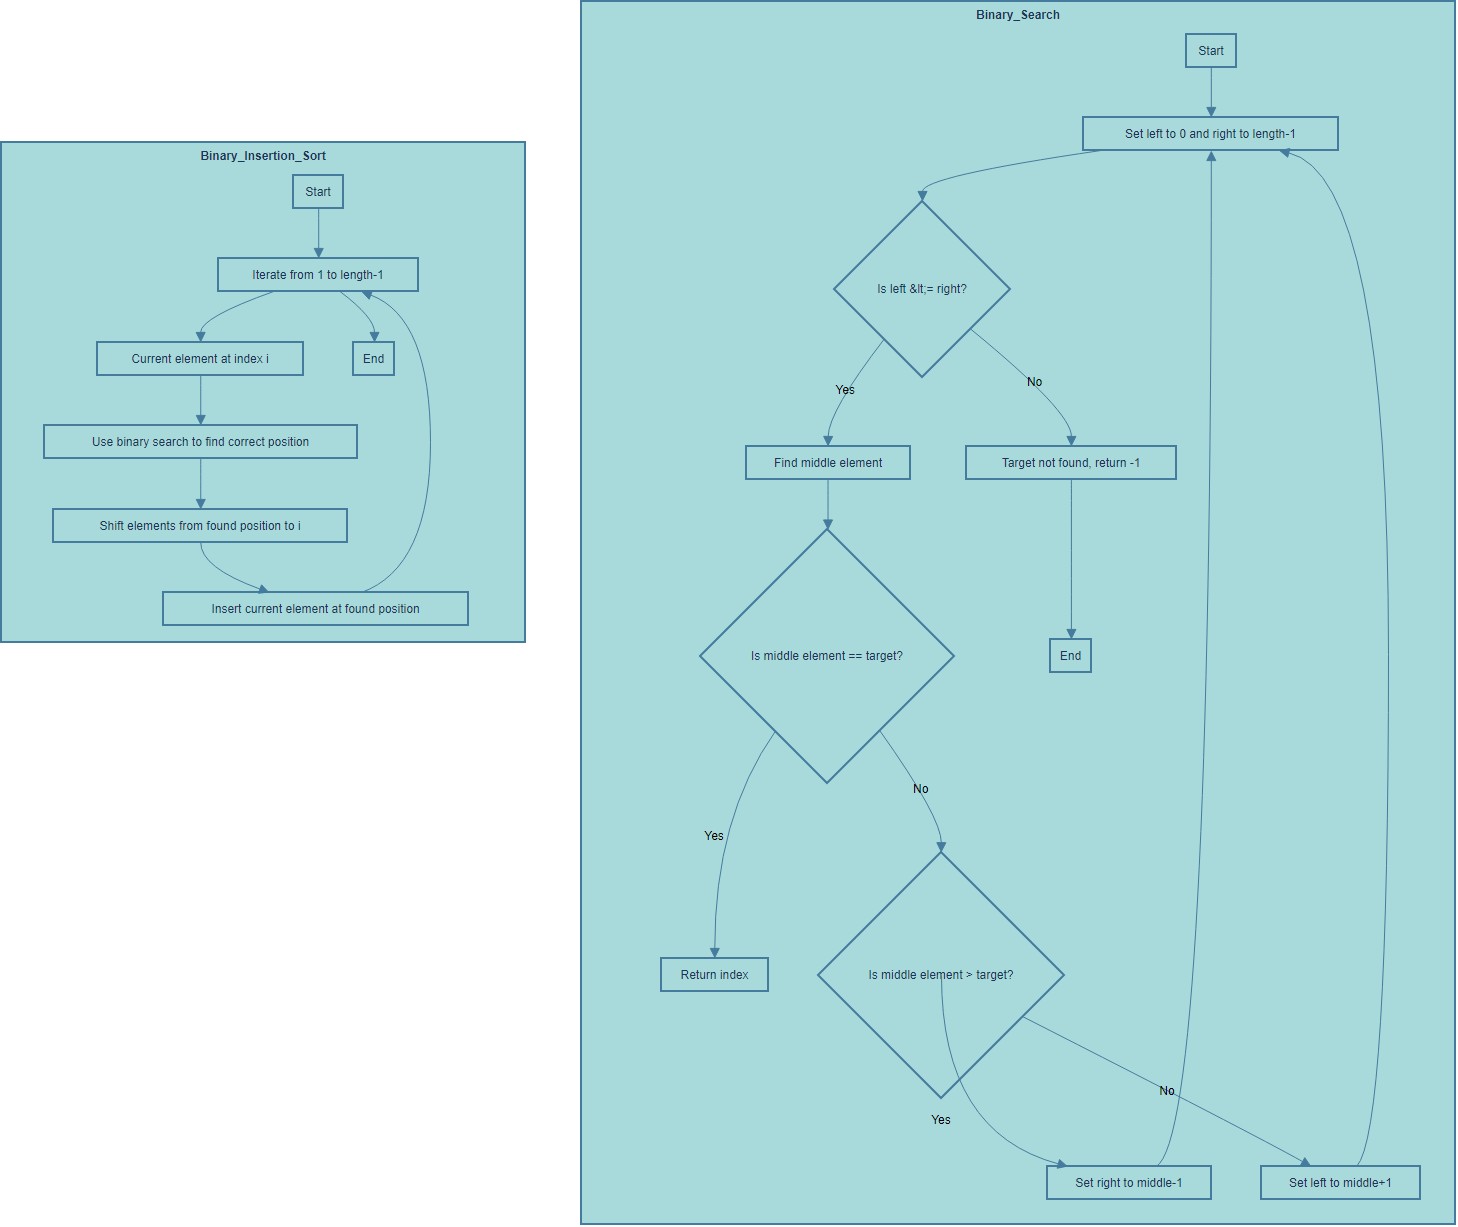 Binary_Insertion_Sort
Start
Iterate from 1 to length-1
Current element at index i
End
Use binary search to find correct position
Shift elements from found position to i
Insert current element at found position
Binary_Search
Start
Set left to 0 and right to length-1
Is left &lt;= right?
Yes
No
Find middle element
Target not found, return -1
Is middle element == target?
End
No
Yes
Return index
Is middle element > target?
No
Yes
Set right to middle-1
Set left to middle+1